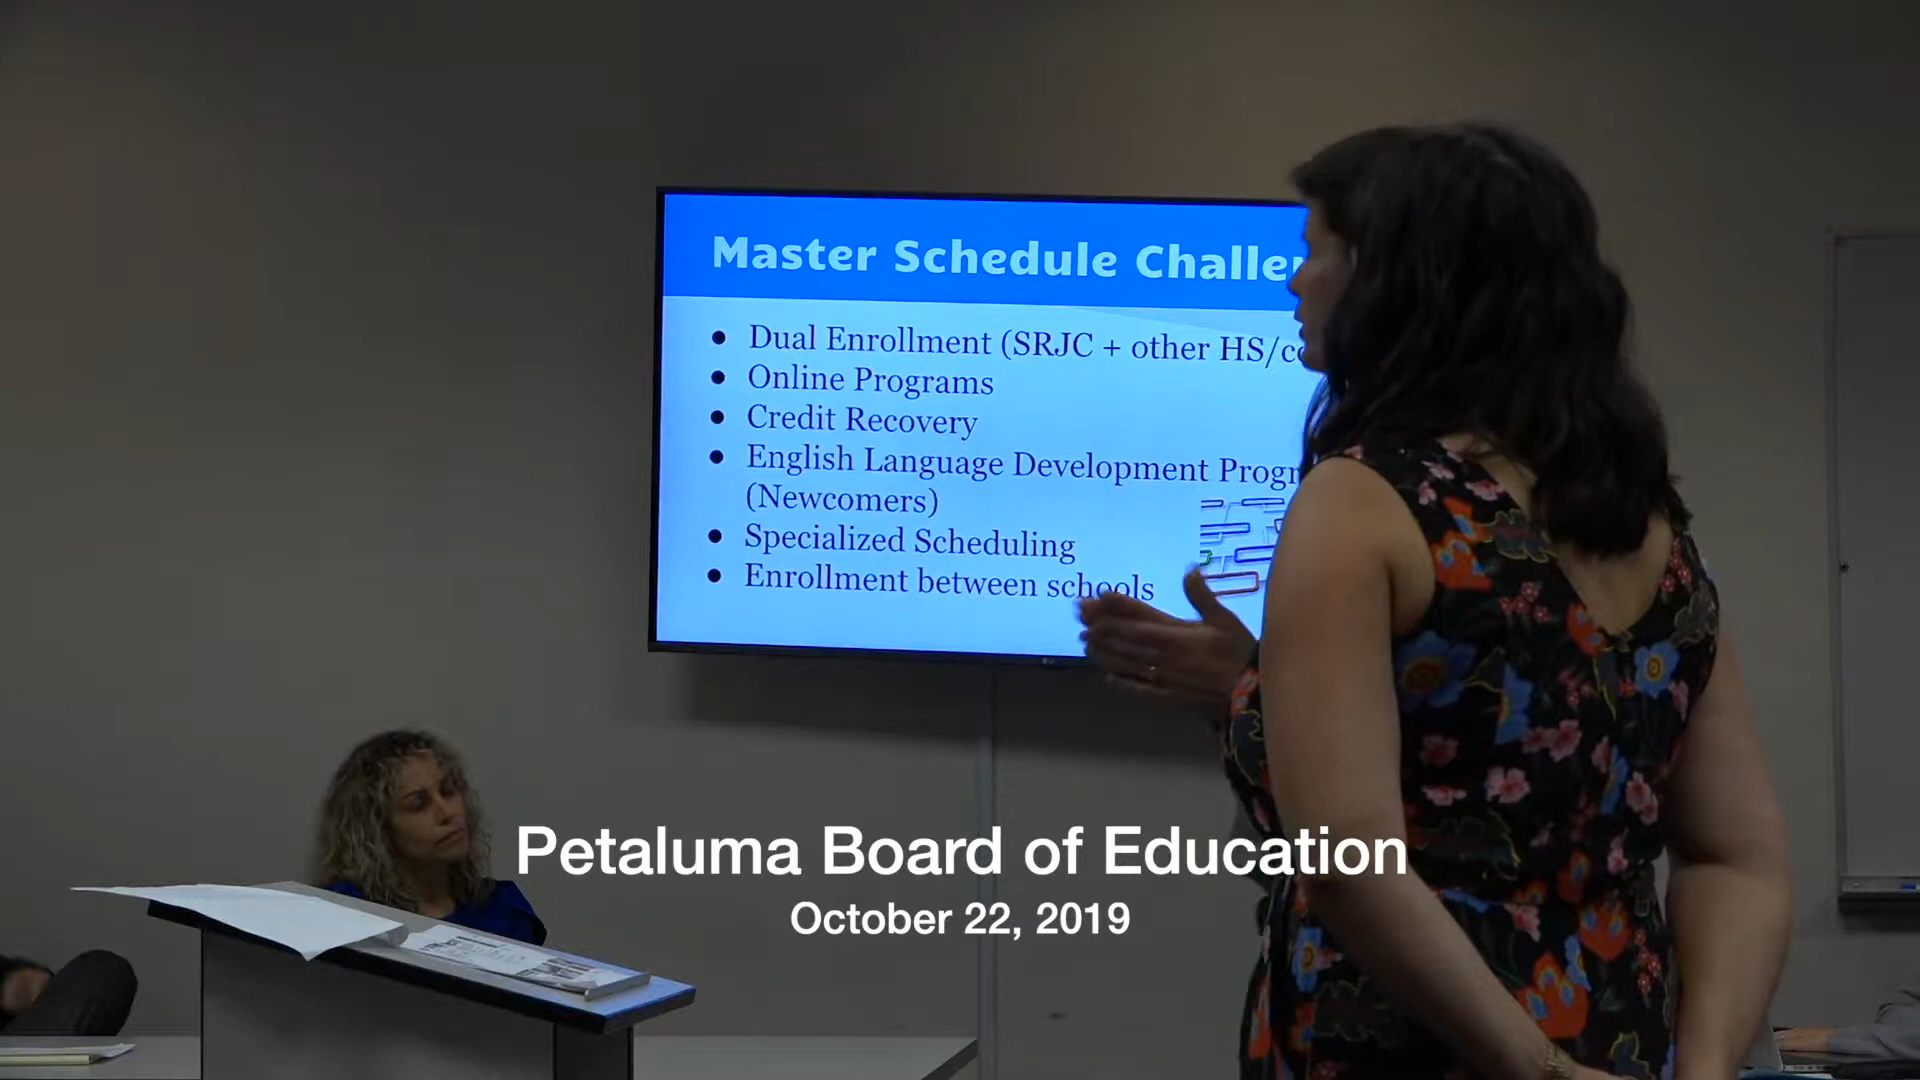 Master Schedule Challe
Dual Enrollment (SRJC + other HS/c
Online Programs
Credit Recovery
English Language Development Progr
(Newcomers)
Specialized Scheduling
Enrollment between schools
Petaluma Board of Education
October 22, 2019